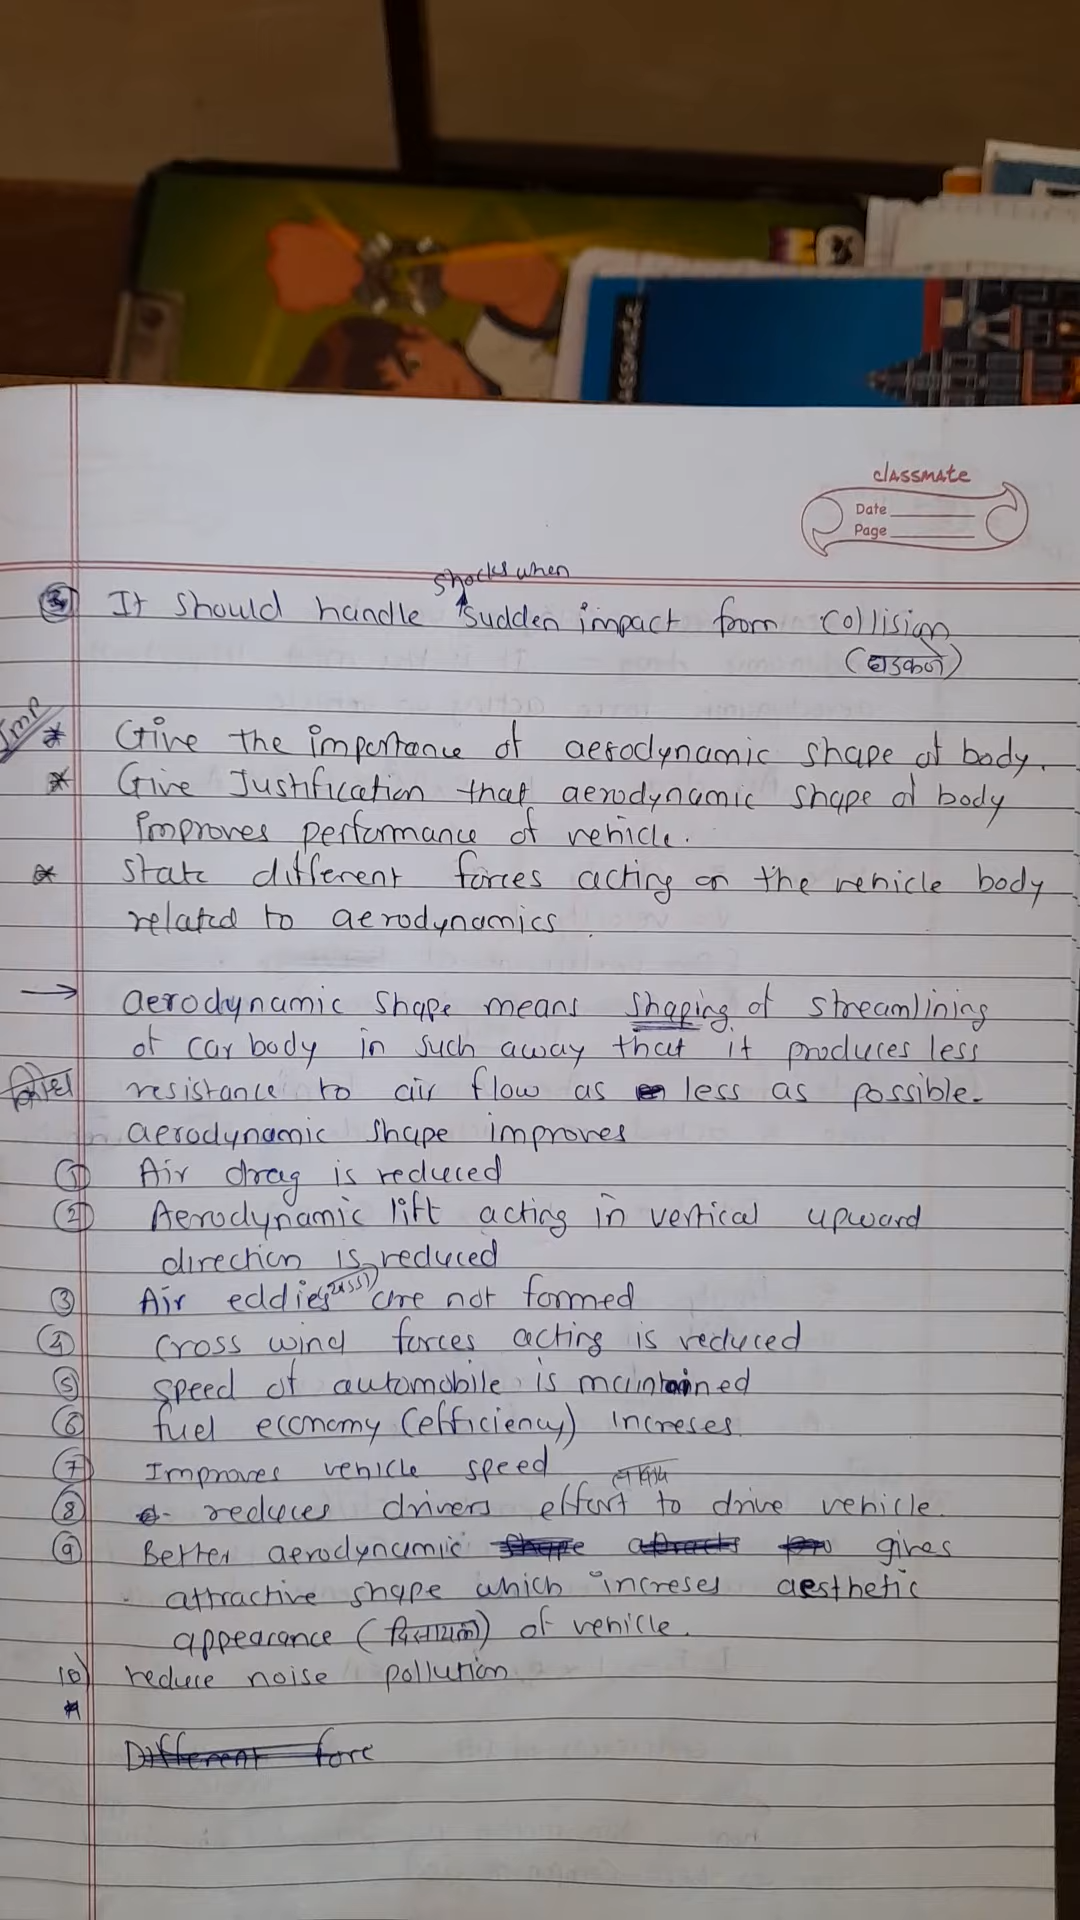 classmate
Date
Page
shocks when
③ It should handle sudden impact from collision
(धडकणे)
Imp
* Give the importance of aerodynamic shape of body.
* Give Justification that aerodynamic shape of body
improves performance of vehicle.
* State different forces acting on the vehicle body
related to aerodynamics.
→ aerodynamic shape means shaping of streamlining
of car body in such away that it produces less
resistance to air flow as less as possible.
aerodynamic shape improves
① Air drag is reduced
② Aerodynamic lift acting in vertical upward
direction is reduced
③ Air eddies are not formed
④ cross wind forces acting is reduced
⑤ speed of automobile is maintained
⑥ fuel economy (efficiency) increses.
⑦ Improves vehicle speed
⑧ reduces drivers effort to drive vehicle.
⑨ Better aerodynamic gives
attractive shape which increses aesthetic
appearance of vehicle.
10) reduce noise pollution
*
Different forc